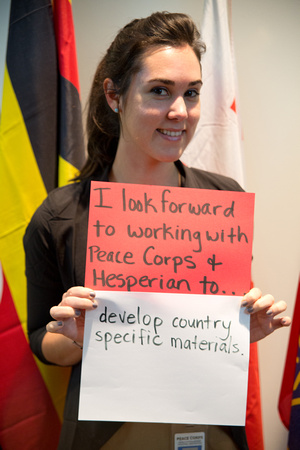 I look forward
to working with
Peace Corps &
Hesperian to...
develop country
specific materials.
PEACE CORPS